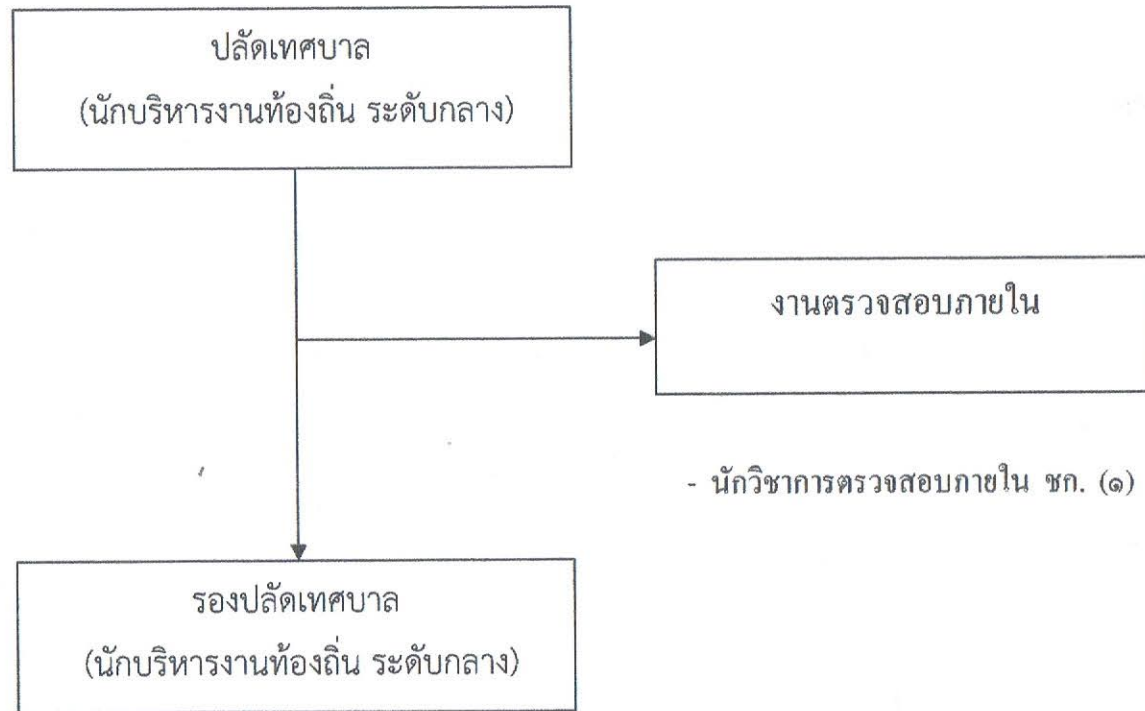 ปลัดเทศบาล
(นักบริหารงานท้องถิ่น ระดับกลาง)
งานตรวจสอบภายใน
- นักวิชาการตรวจสอบภายใน ชก. (๑)
รองปลัดเทศบาล
(นักบริหารงานท้องถิ่น ระดับกลาง)